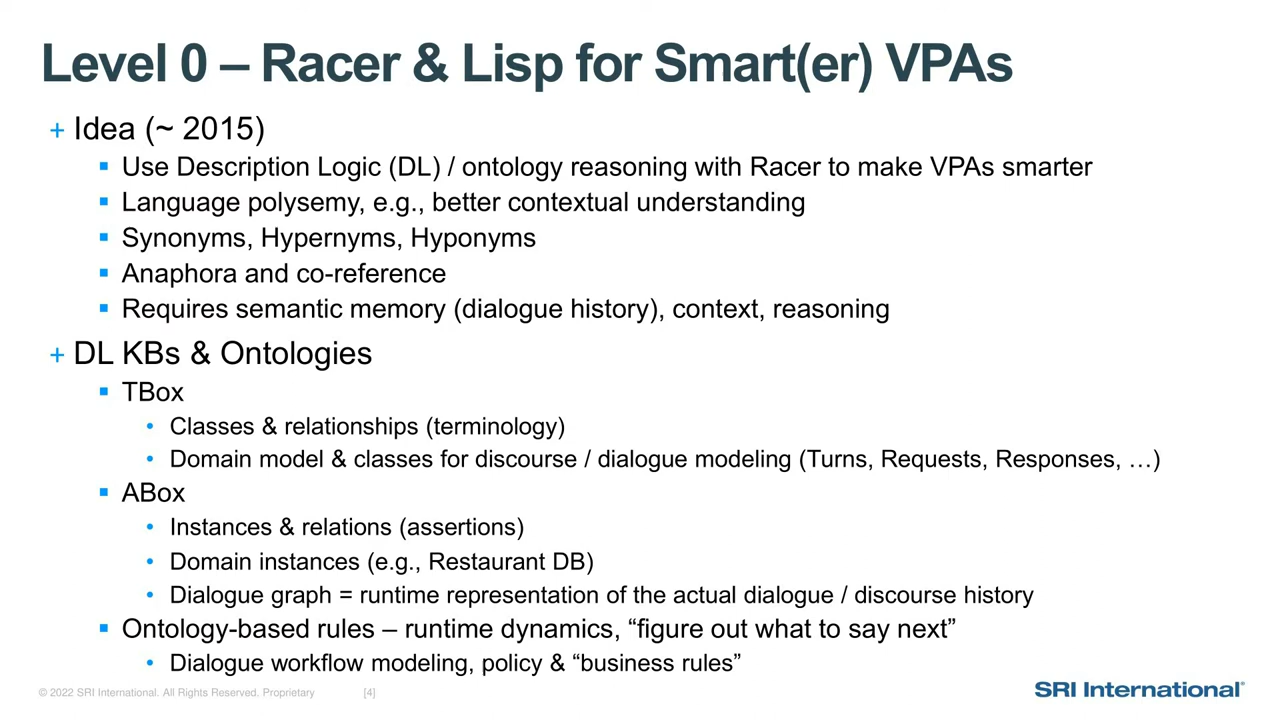 Level 0 – Racer & Lisp for Smart(er) VPAs
+ Idea (~ 2015)
▪ Use Description Logic (DL) / ontology reasoning with Racer to make VPAs smarter
▪ Language polysemy, e.g., better contextual understanding
▪ Synonyms, Hypernyms, Hyponyms
▪ Anaphora and co-reference
▪ Requires semantic memory (dialogue history), context, reasoning
+ DL KBs & Ontologies
▪ TBox
• Classes & relationships (terminology)
• Domain model & classes for discourse / dialogue modeling (Turns, Requests, Responses, …)
▪ ABox
• Instances & relations (assertions)
• Domain instances (e.g., Restaurant DB)
• Dialogue graph = runtime representation of the actual dialogue / discourse history
▪ Ontology-based rules – runtime dynamics, “figure out what to say next”
• Dialogue workflow modeling, policy & “business rules”
© 2022 SRI International. All Rights Reserved. Proprietary [4]
SRI International®